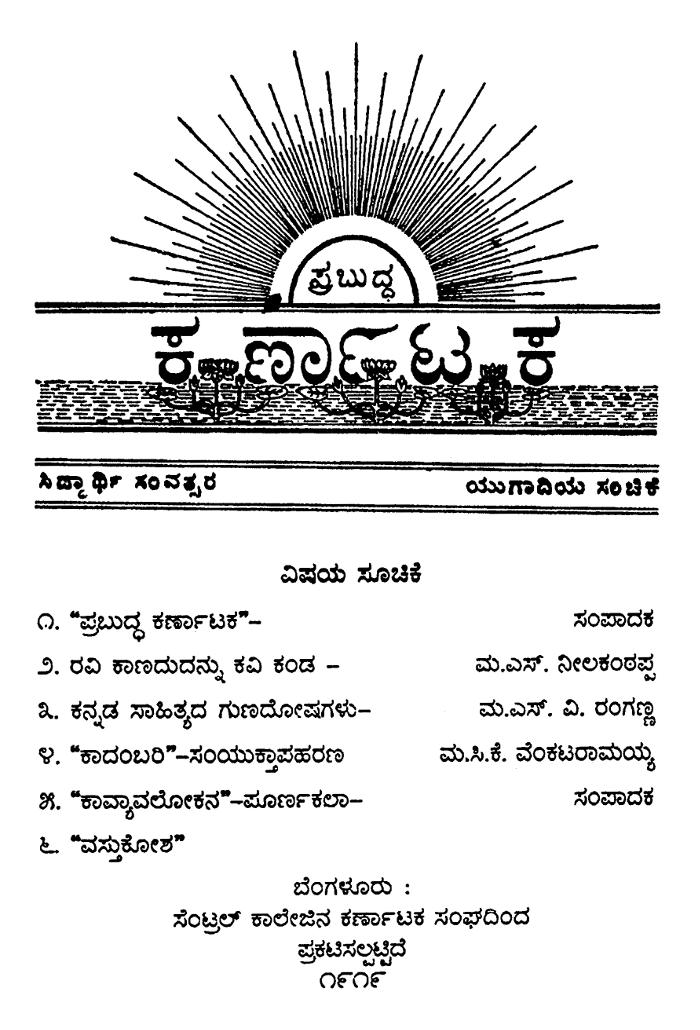 ಪ್ರಬುದ್ಧ
ಕರ್ಣಾಟಕ
ಸಿದ್ಧಾರ್ಥಿ ಸಂವತ್ಸರ ಯುಗಾದಿಯ ಸಂಚಿಕೆ
ವಿಷಯ ಸೂಚಿಕೆ
೧. “ಪ್ರಬುದ್ಧ ಕರ್ಣಾಟಕ”– ಸಂಪಾದಕ
೨. ರವಿ ಕಾಣದುದನ್ನು ಕವಿ ಕಂಡ – ಮ.ಎಸ್. ನೀಲಕಂಠಪ್ಪ
೩. ಕನ್ನಡ ಸಾಹಿತ್ಯದ ಗುಣದೋಷಗಳು– ಮ.ಎಸ್. ವಿ. ರಂಗಣ್ಣ
೪. “ಕಾದಂಬರಿ”–ಸಂಯುಕ್ತಾಪಹರಣ ಮ.ಸಿ.ಕೆ. ವೆಂಕಟರಾಮಯ್ಯ
೫. “ಕಾವ್ಯಾವಲೋಕನ”–ಪೂರ್ಣಕಲಾ– ಸಂಪಾದಕ
೬. “ವಸ್ತುಕೋಶ”
ಬೆಂಗಳೂರು :
ಸೆಂಟ್ರಲ್ ಕಾಲೇಜಿನ ಕರ್ಣಾಟಕ ಸಂಘದಿಂದ
ಪ್ರಕಟಿಸಲ್ಪಟ್ಟಿದೆ
೧೯೧೯